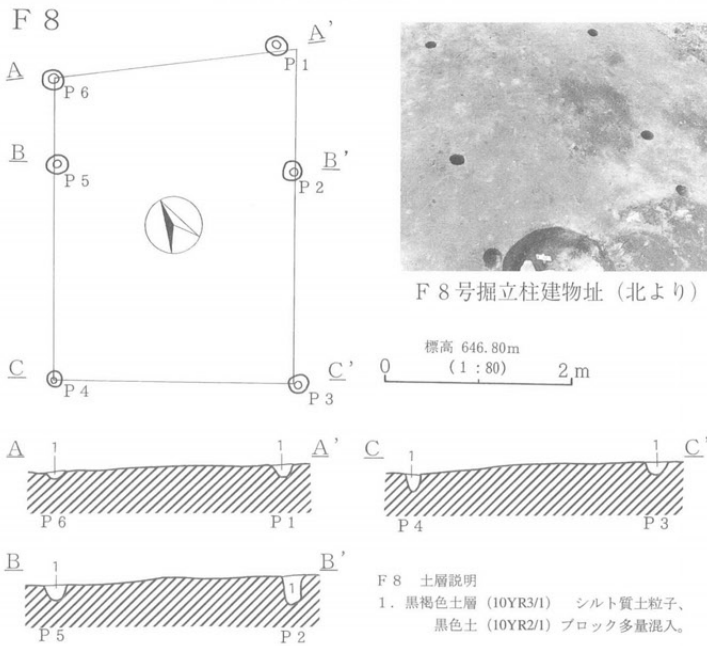 F 8
A
A'
P 6
P 1
B
B'
P 5
P 2
C
C'
P 4
P 3
F 8 号掘立柱建物址 (北より)
標高 646.80m
(1 : 80)
0
2 m
A
1
1
A'
P 6
P 1
C
1
1
C'
P 4
P 3
B
1
1
B'
P 5
P 2
F 8 土層説明
1. 黒褐色土層 (10YR3/1) シルト質土粒子、
黒色土 (10YR2/1) ブロック多量混入。